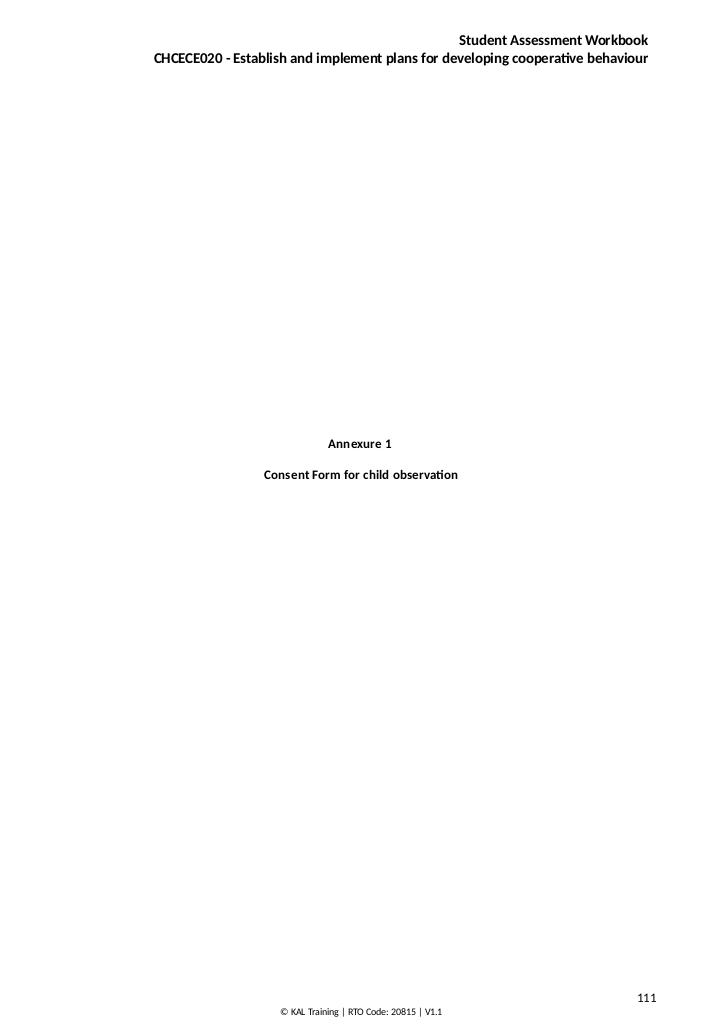 Student Assessment Workbook
CHCECE020 - Establish and implement plans for developing cooperative behaviour
Annexure 1
Consent Form for child observation
111
© KAL Training | RTO Code: 20815 | V1.1